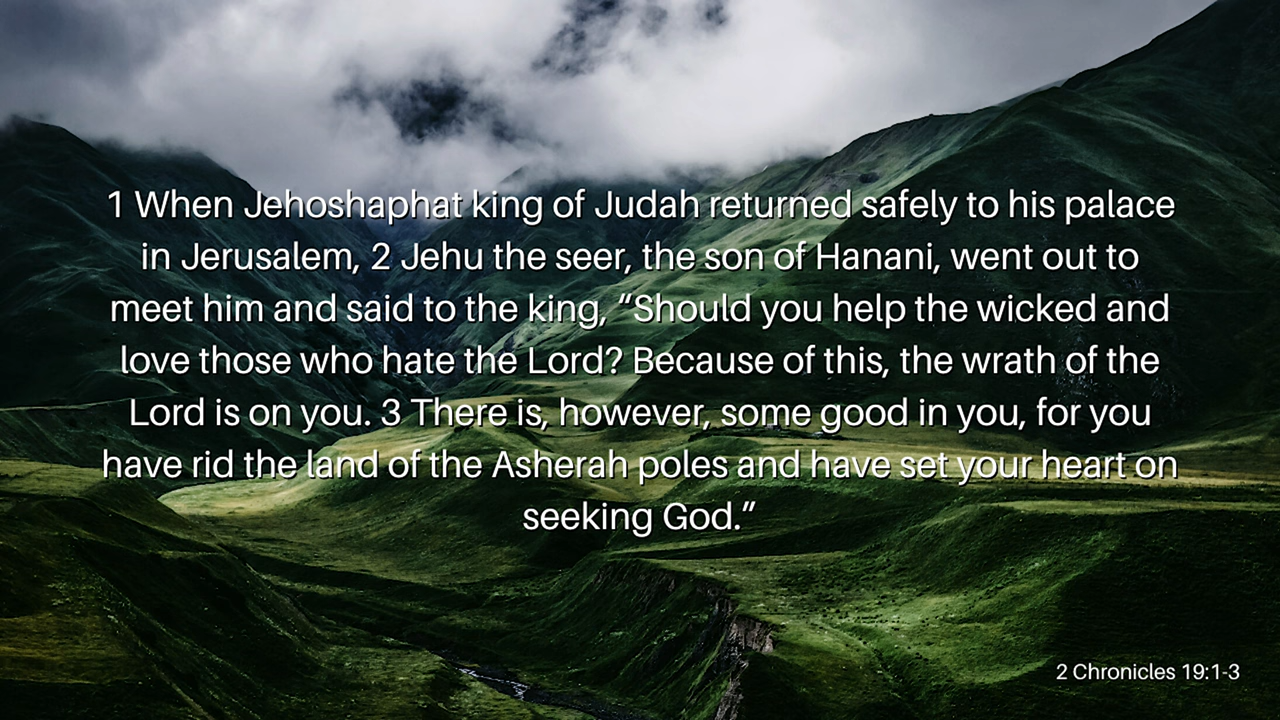 1 When Jehoshaphat king of Judah returned safely to his palace
in Jerusalem, 2 Jehu the seer, the son of Hanani, went out to
meet him and said to the king, “Should you help the wicked and
love those who hate the Lord? Because of this, the wrath of the
Lord is on you. 3 There is, however, some good in you, for you
have rid the land of the Asherah poles and have set your heart on
seeking God.”
2 Chronicles 19:1-3